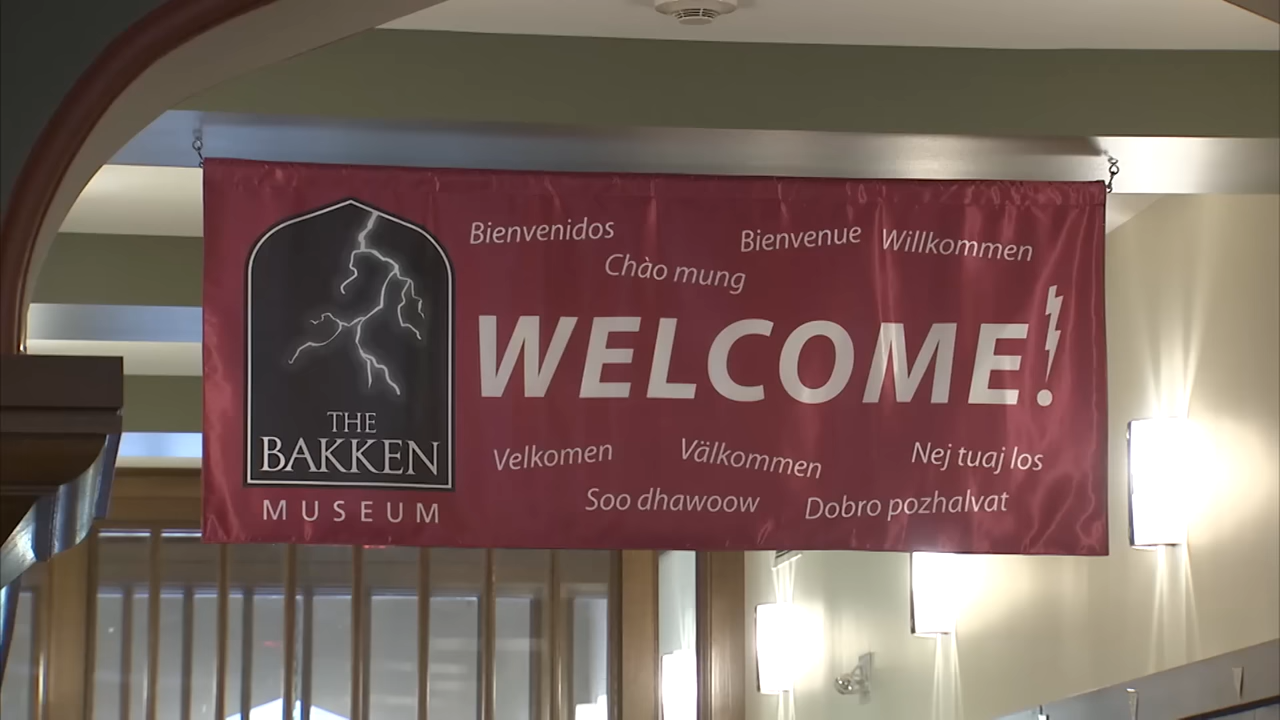 Bienvenidos
Bienvenue
Willkommen
Chào mung
WELCOME!
THE
BAKKEN
MUSEUM
Velkomen
Välkommen
Nej tuaj los
Soo dhawoow
Dobro pozhalvat